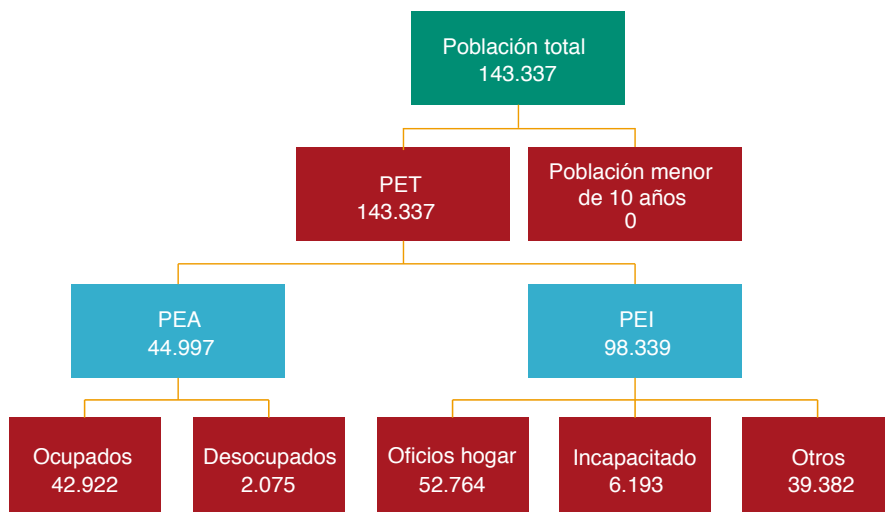 Población total
143.337
PET
143.337
Población menor
de 10 años
0
PEA
44.997
PEI
98.339
Ocupados
42.922
Desocupados
2.075
Oficios hogar
52.764
Incapacitado
6.193
Otros
39.382